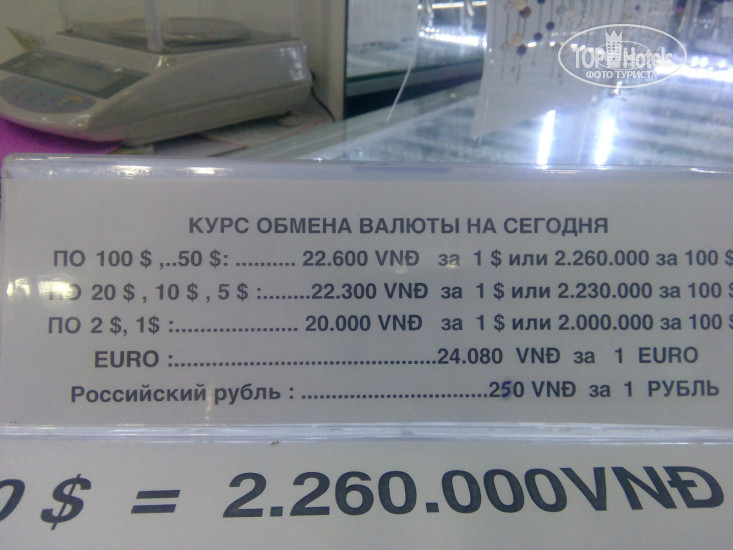 TOP Hotels
ФОТО ТУРИСТА
КУРС ОБМЕНА ВАЛЮТЫ НА СЕГОДНЯ
ПО 100 $ ,..50 $: .......... 22.600 VNĐ за 1 $ или 2.260.000 за 100 $
ПО 20 $ , 10 $ , 5 $ :........22.300 VNĐ за 1 $ или 2.230.000 за 100 $
ПО 2 $, 1$ :..................... 20.000 VNĐ за 1 $ или 2.000.000 за 100 $
EURO :............................................24.080 VNĐ за 1 EURO
Российский рубль : ...............................250 VNĐ за 1 РУБЛЬ
0 $ = 2.260.000VNĐ